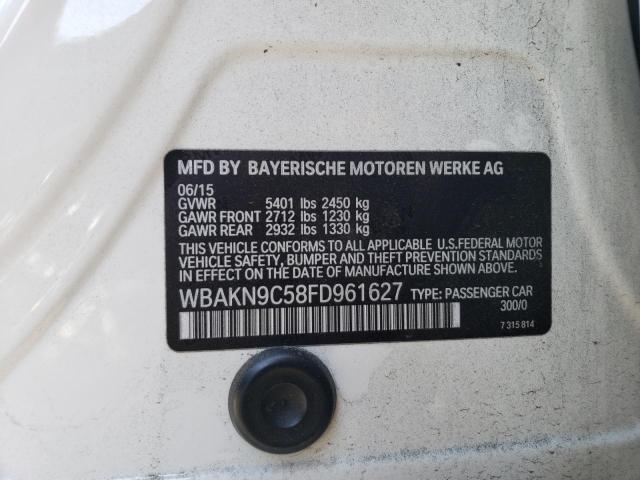 MFD BY BAYERISCHE MOTOREN WERKE AG
06/15
GVWR 5401 lbs 2450 kg
GAWR FRONT 2712 lbs 1230 kg
GAWR REAR 2932 lbs 1330 kg
THIS VEHICLE CONFORMS TO ALL APPLICABLE U.S.FEDERAL MOTOR
VEHICLE SAFETY, BUMPER AND THEFT PREVENTION STANDARDS
IN EFFECT ON THE DATE OF MANUFACTURE SHOWN ABOVE.
WBAKN9C58FD961627 TYPE: PASSENGER CAR
300/0
7 315 814